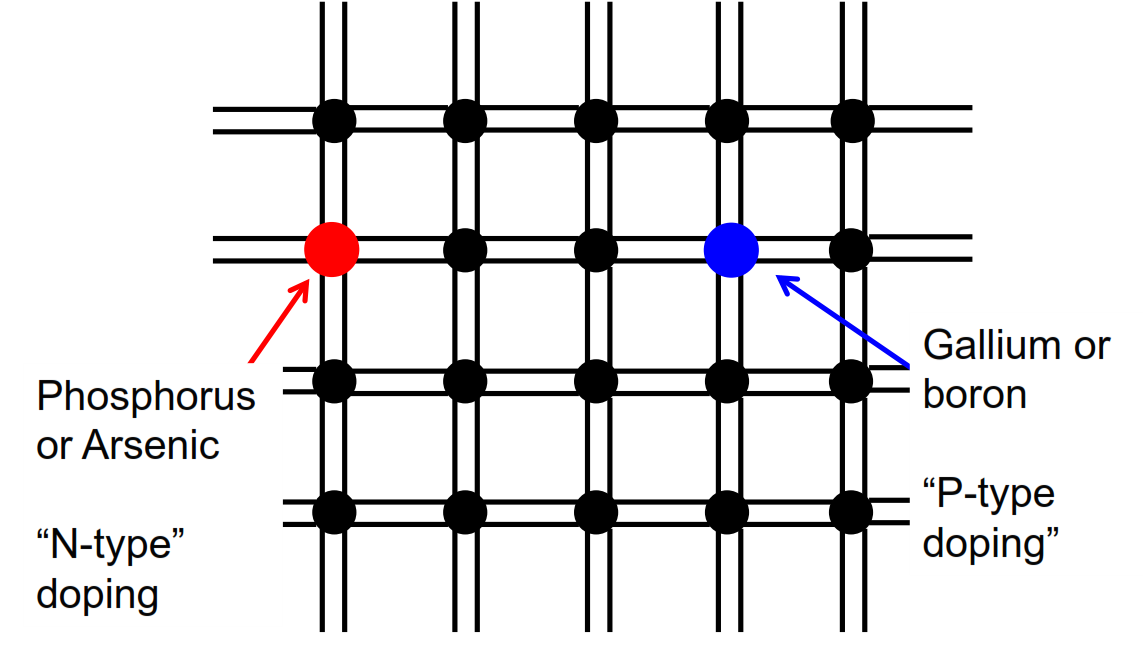 Phosphorus
or Arsenic
“N-type”
doping
Gallium or
boron
“P-type
doping”